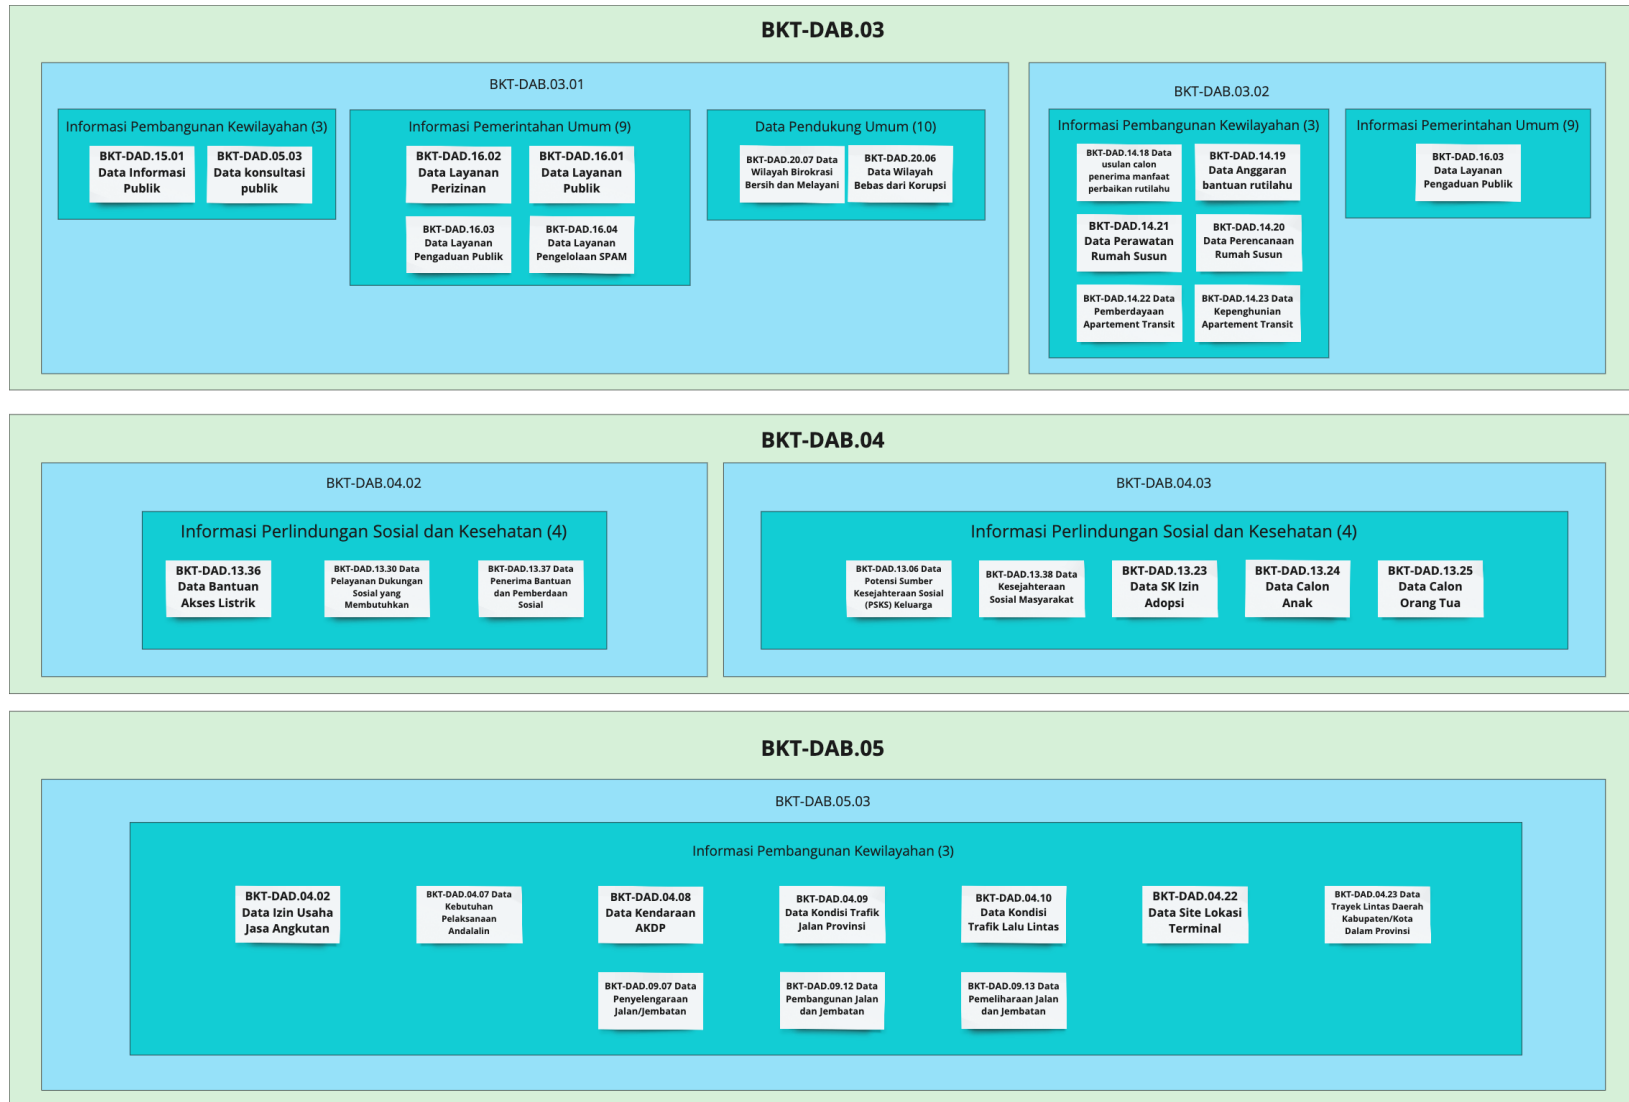 BKT-DAB.03
BKT-DAB.03.01
Informasi Pembangunan Kewilayahan (3)
BKT-DAD.15.01
Data Informasi
Publik
BKT-DAD.05.03
Data konsultasi
publik
Informasi Pemerintahan Umum (9)
BKT-DAD.16.02
Data Layanan
Perizinan
BKT-DAD.16.01
Data Layanan
Publik
BKT-DAD.16.03
Data Layanan
Pengaduan Publik
BKT-DAD.16.04
Data Layanan
Pengelolaan SPAM
Data Pendukung Umum (10)
BKT-DAD.20.07 Data
Wilayah Birokrasi
Bersih dan Melayani
BKT-DAD.20.06
Data Wilayah
Bebas dari Korupsi
BKT-DAB.03.02
Informasi Pembangunan Kewilayahan (3)
BKT-DAD.14.18 Data
usulan calon
penerima manfaat
perbaikan rutilahu
BKT-DAD.14.19
Data Anggaran
bantuan rutilahu
BKT-DAD.14.21
Data Perawatan
Rumah Susun
BKT-DAD.14.20
Data Perencanaan
Rumah Susun
BKT-DAD.14.22 Data
Pemberdayaan
Apartement Transit
BKT-DAD.14.23 Data
Kepenghunian
Apartement Transit
Informasi Pemerintahan Umum (9)
BKT-DAD.16.03
Data Layanan
Pengaduan Publik
BKT-DAB.04
BKT-DAB.04.02
Informasi Perlindungan Sosial dan Kesehatan (4)
BKT-DAD.13.36
Data Bantuan
Akses Listrik
BKT-DAD.13.30 Data
Pelayanan Dukungan
Sosial yang
Membutuhkan
BKT-DAD.13.37 Data
Penerima Bantuan
dan Pemberdaan
Sosial
BKT-DAB.04.03
Informasi Perlindungan Sosial dan Kesehatan (4)
BKT-DAD.13.06 Data
Potensi Sumber
Kesejahteraan Sosial
(PSKS) Keluarga
BKT-DAD.13.38 Data
Kesejahteraan
Sosial Masyarakat
BKT-DAD.13.23
Data SK Izin
Adopsi
BKT-DAD.13.24
Data Calon
Anak
BKT-DAD.13.25
Data Calon
Orang Tua
BKT-DAB.05
BKT-DAB.05.03
Informasi Pembangunan Kewilayahan (3)
BKT-DAD.04.02
Data Izin Usaha
Jasa Angkutan
BKT-DAD.04.07 Data
Kebutuhan
Pelaksanaan
Andalalin
BKT-DAD.04.08
Data Kendaraan
AKDP
BKT-DAD.04.09
Data Kondisi Trafik
Jalan Provinsi
BKT-DAD.04.10
Data Kondisi
Trafik Lalu Lintas
BKT-DAD.04.22
Data Site Lokasi
Terminal
BKT-DAD.04.23 Data
Trayek Lintas Daerah
Kabupaten/Kota
Dalam Provinsi
BKT-DAD.09.07 Data
Penyelengaraan
Jalan/Jembatan
BKT-DAD.09.12 Data
Pembangunan Jalan
dan Jembatan
BKT-DAD.09.13 Data
Pemeliharaan Jalan
dan Jembatan